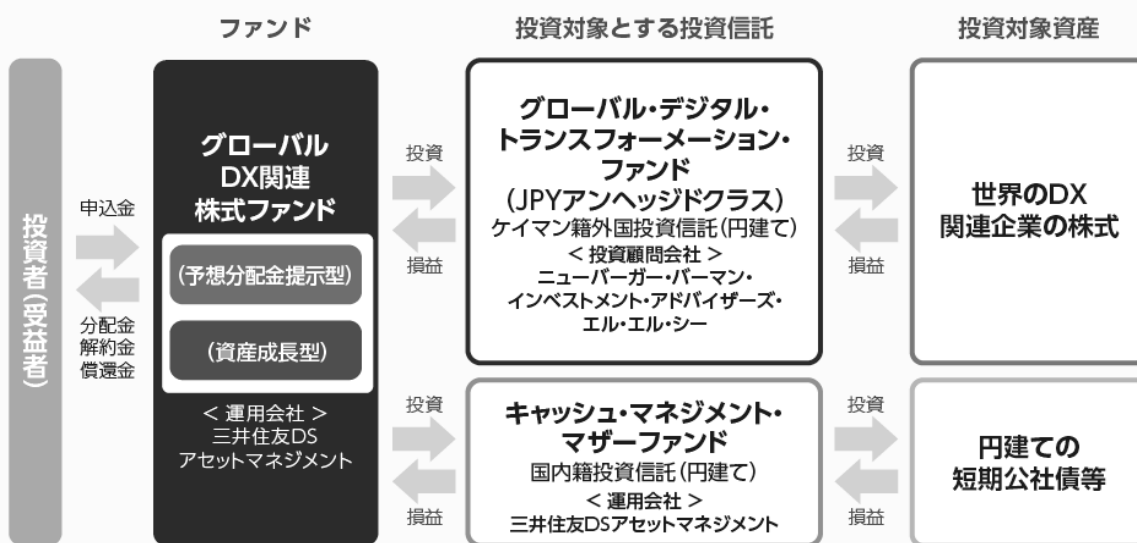 ファンド
投資対象とする投資信託
投資対象資産
投資者(受益者)
申込金
分配金
解約金
償還金
グローバル
DX関連
株式ファンド
(予想分配金提示型)
(資産成長型)
< 運用会社 >
三井住友DS
アセットマネジメント
投資
損益
投資
損益
グローバル・デジタル・
トランスフォーメーション・
ファンド
(JPYアンヘッジドクラス)
ケイマン籍外国投資信託(円建て)
< 投資顧問会社 >
ニューバーガー・バーマン・
インベストメント・アドバイザーズ・
エル・エル・シー
キャッシュ・マネジメント・
マザーファンド
国内籍投資信託(円建て)
< 運用会社 >
三井住友DSアセットマネジメント
投資
損益
投資
損益
世界のDX
関連企業の株式
円建ての
短期公社債等